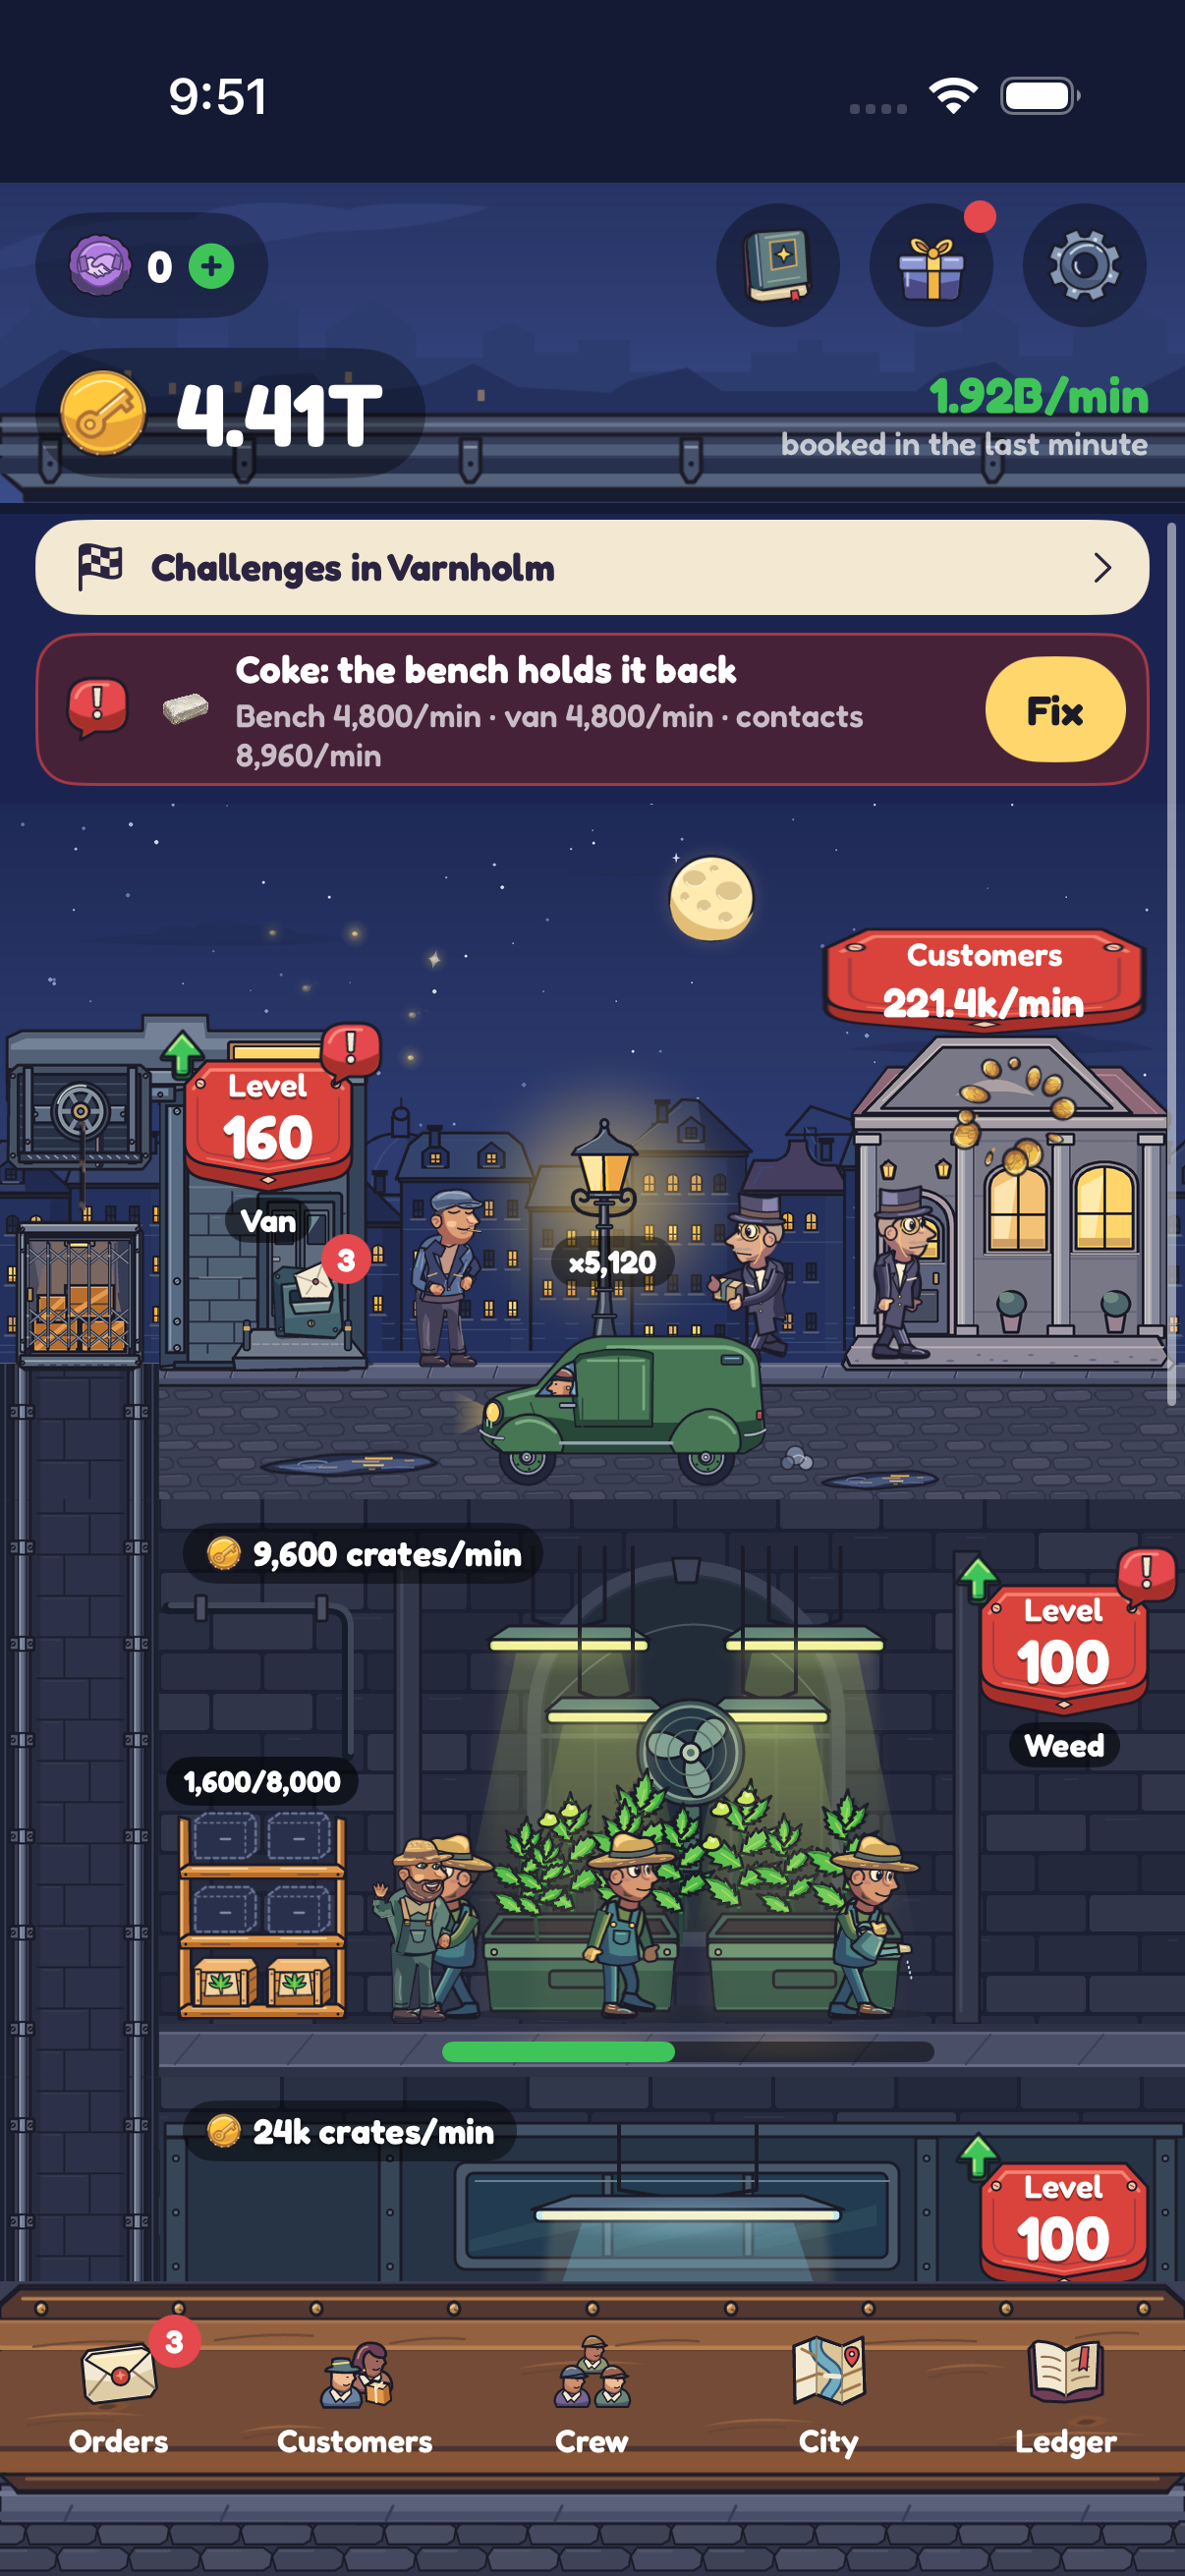 9:51
0
4.41T
1.92B/min
booked in the last minute
Challenges in Varnholm
Coke: the bench holds it back
Bench 4,800/min · van 4,800/min · contacts
8,960/min
Fix
Customers
221.4k/min
Level
160
Van
3
×5,120
9,600 crates/min
Level
100
Weed
1,600/8,000
24k crates/min
Level
100
3
Orders
Customers
Crew
City
Ledger